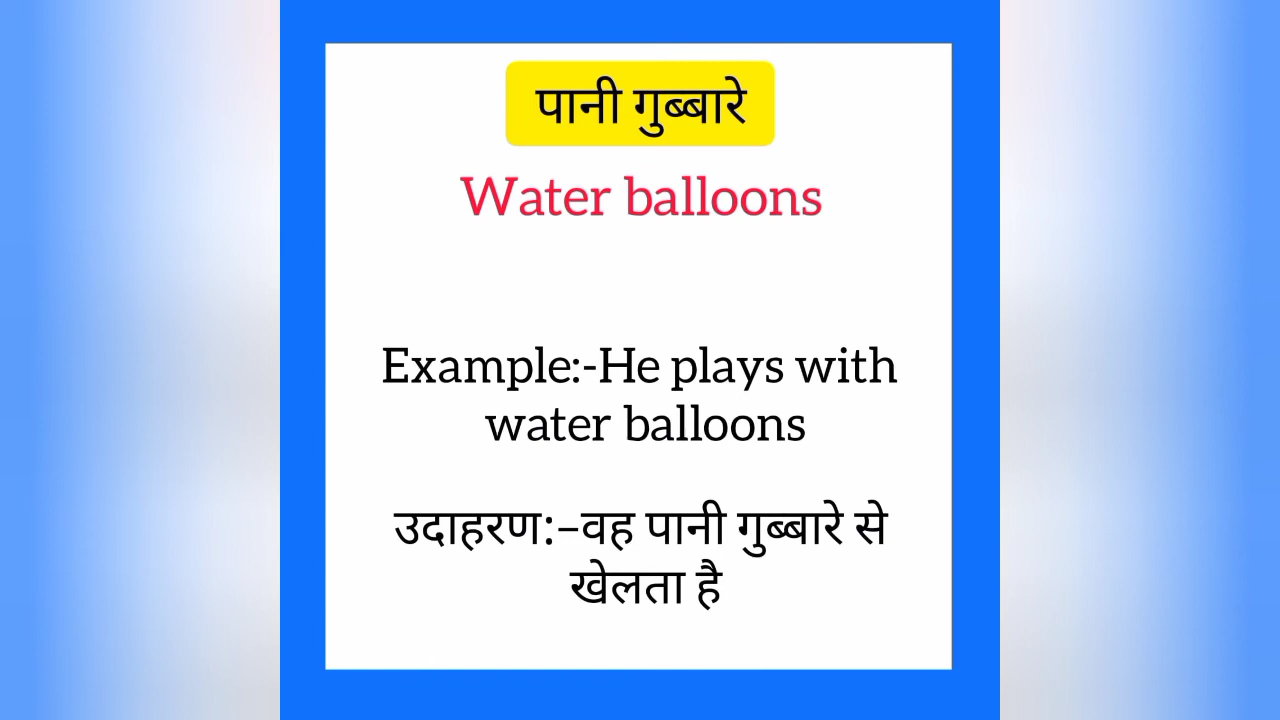 पानी गुब्बारे
Water balloons
Example:-He plays with
water balloons
उदाहरण:–वह पानी गुब्बारे से
खेलता है